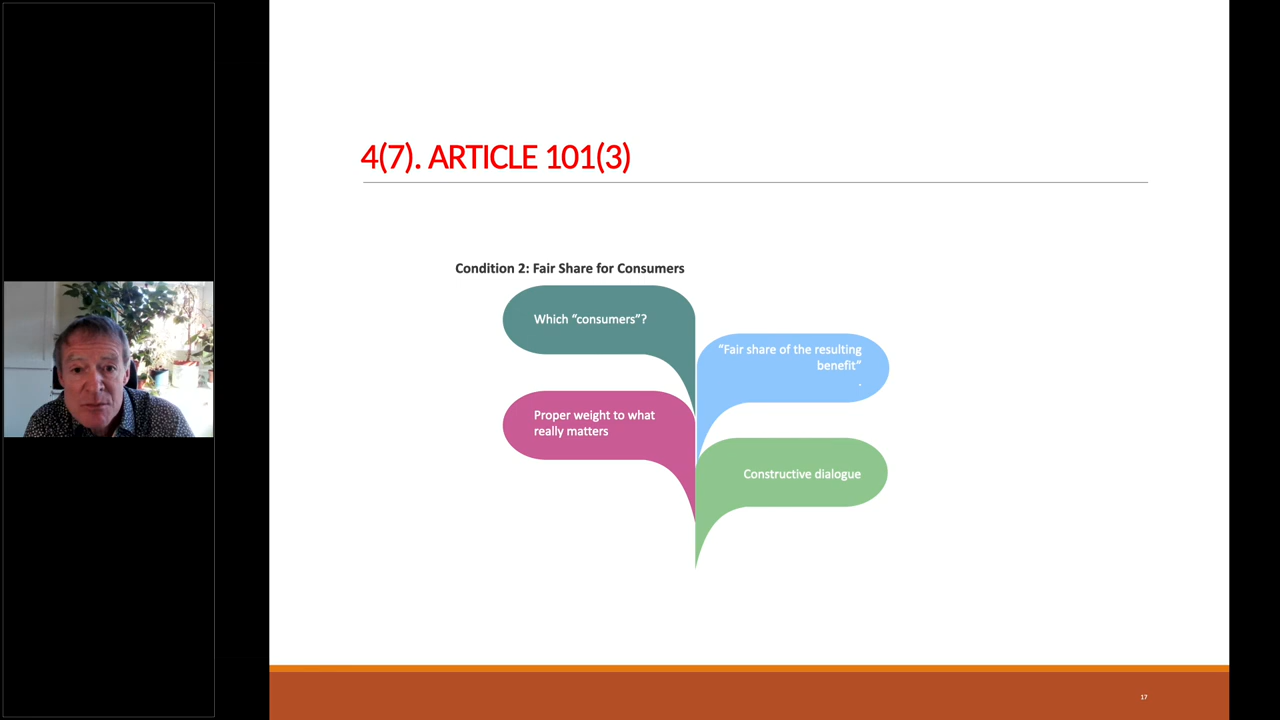 4(7). ARTICLE 101(3)
Condition 2: Fair Share for Consumers
Which “consumers”?
“Fair share of the resulting
benefit”
.
Proper weight to what
really matters
Constructive dialogue
17